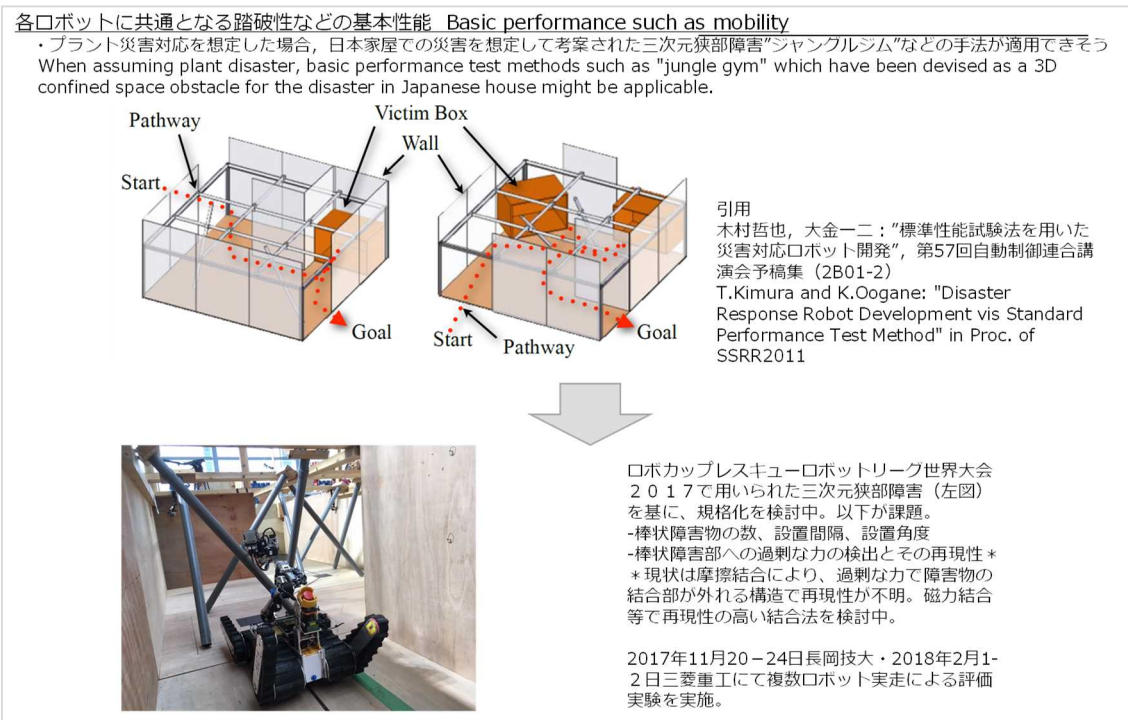 各ロボットに共通となる踏破性などの基本性能 Basic performance such as mobility
・プラント災害対応を想定した場合，日本家屋での災害を想定して考案された三次元狭部障害”ジャングルジム”などの手法が適用できそう
When assuming plant disaster, basic performance test methods such as "jungle gym" which have been devised as a 3D
confined space obstacle for the disaster in Japanese house might be applicable.
Pathway
Victim Box
Wall
Start
Goal
Start
Pathway
Goal
引用
木村哲也，大金一二：”標準性能試験法を用いた
災害対応ロボット開発”，第57回自動制御連合講
演会予稿集（2B01-2）
T.Kimura and K.Oogane: "Disaster
Response Robot Development vis Standard
Performance Test Method" in Proc. of
SSRR2011
ロボカップレスキューロボットリーグ世界大会
２０１７で用いられた三次元狭部障害（左図）
を基に、規格化を検討中。以下が課題。
-棒状障害物の数、設置間隔、設置角度
-棒状障害部への過剰な力の検出とその再現性＊
＊現状は摩擦結合により、過剰な力で障害物の
結合部が外れる構造で再現性が不明。磁力結合
等で再現性の高い結合法を検討中。
2017年11月20－24日長岡技大・2018年2月1-
２日三菱重工にて複数ロボット実走による評価
実験を実施。